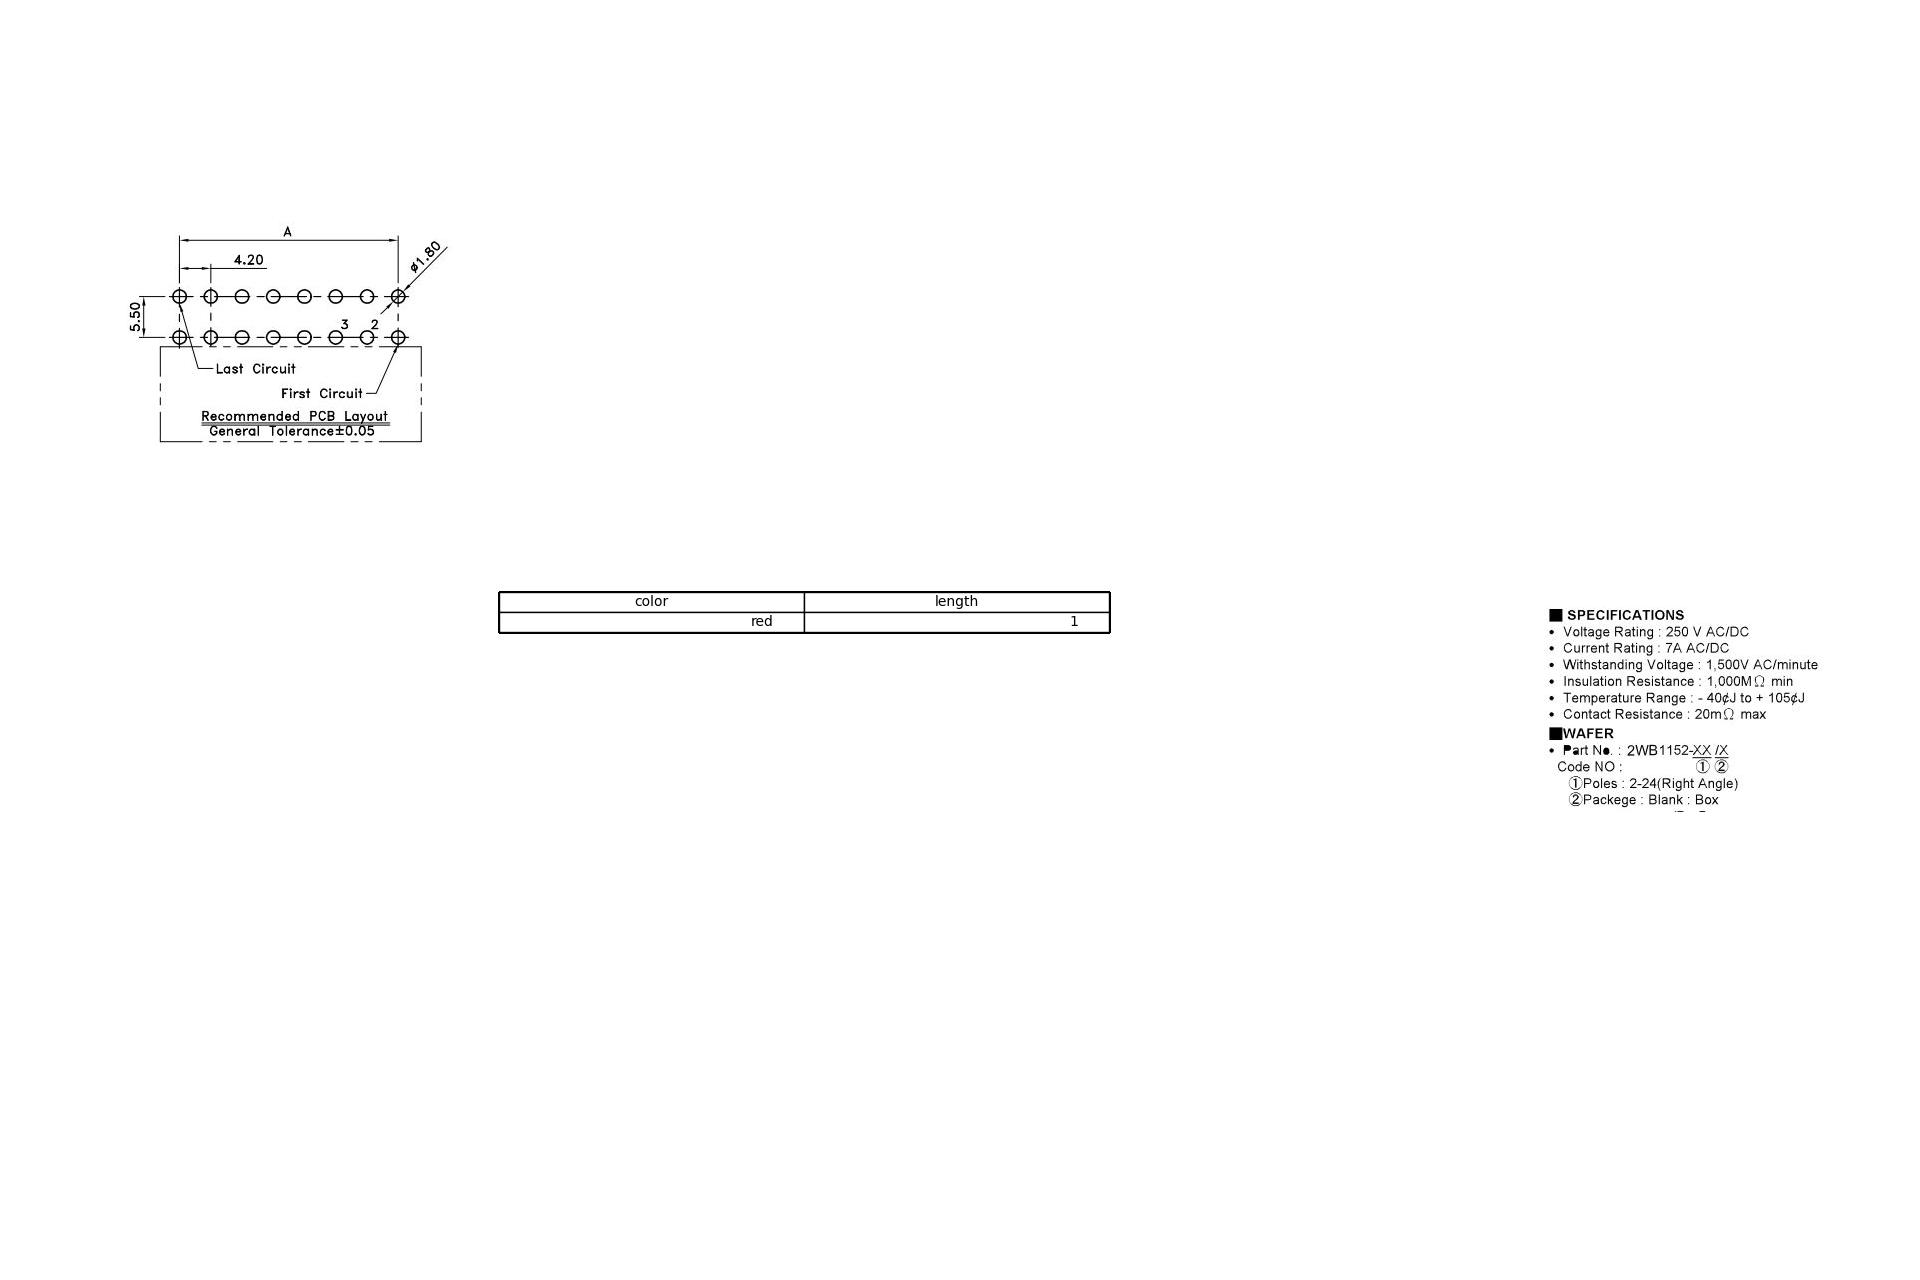 A
4.20
ø1.80
5.50
3 2
Last Circuit
First Circuit
Recommended PCB Layout
General Tolerance±0.05
color length
red 1
■ SPECIFICATIONS
• Voltage Rating : 250 V AC/DC
• Current Rating : 7A AC/DC
• Withstanding Voltage : 1,500V AC/minute
• Insulation Resistance : 1,000MΩ min
• Temperature Range : - 40¢J to + 105¢J
• Contact Resistance : 20mΩ max
■WAFER
• Part No. : 2WB1152-XX /X
Code NO : ① ②
①Poles : 2-24(Right Angle)
②Packege : Blank : Box